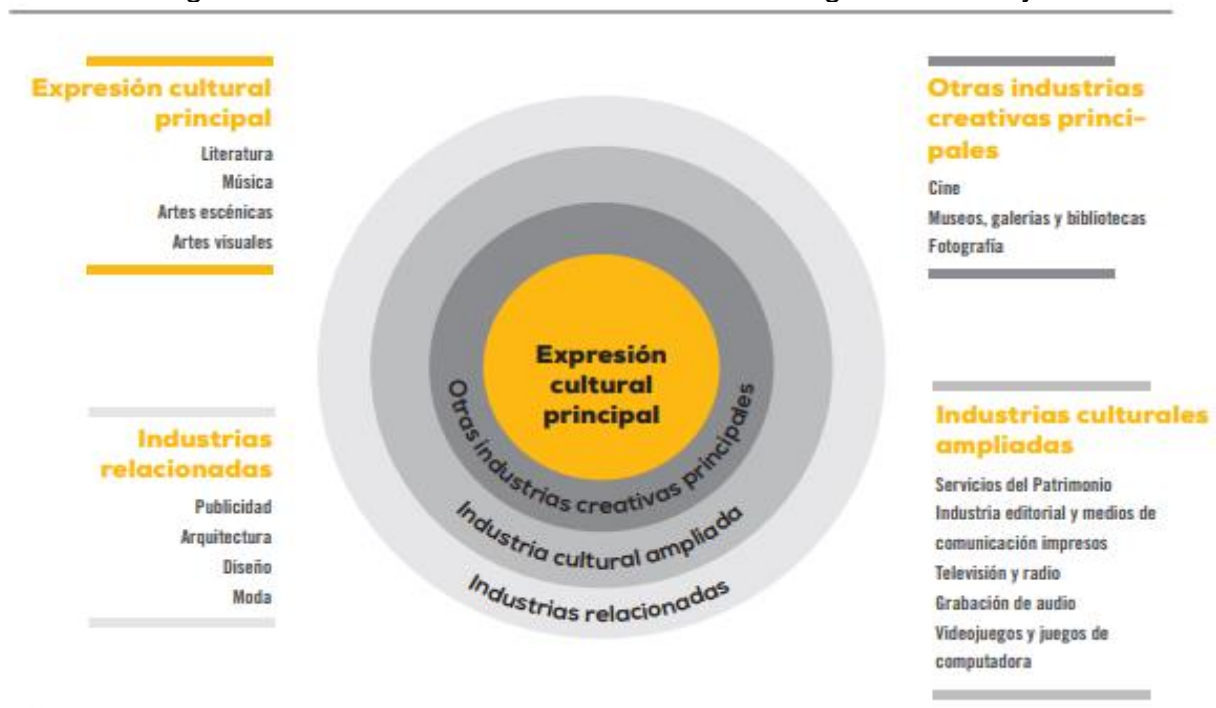 Expresión cultural
principal
Literatura
Música
Artes escénicas
Artes visuales
Otras industrias
creativas princi-
pales
Cine
Museos, galerías y bibliotecas
Fotografía
Expresión
cultural
principal
Otras industrias creativas principales
Industria cultural ampliada
Industrias relacionadas
Industrias
relacionadas
Publicidad
Arquitectura
Diseño
Moda
Industrias culturales
ampliadas
Servicios del Patrimonio
Industria editorial y medios de
comunicación impresos
Televisión y radio
Grabación de audio
Videojuegos y juegos de
computadora